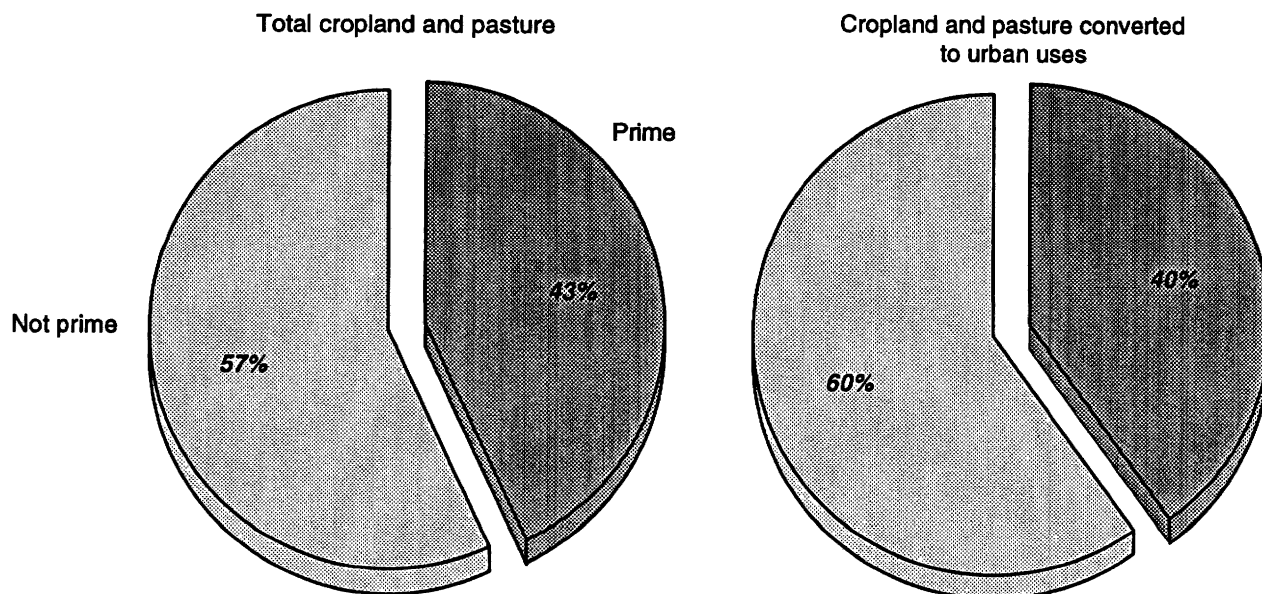 Total cropland and pasture
Cropland and pasture converted
to urban uses
Prime
43%
40%
Not prime
57%
60%